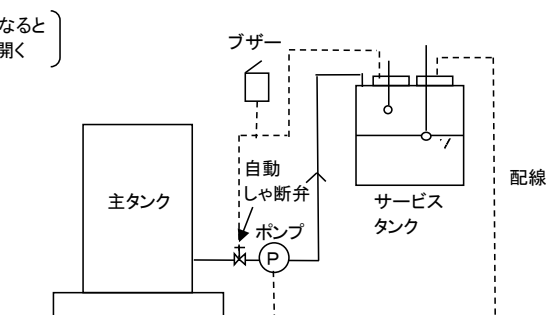 なると
開く
ブザー
自動
しゃ断弁
主タンク
ポンプ
P
サービス
タンク
配線